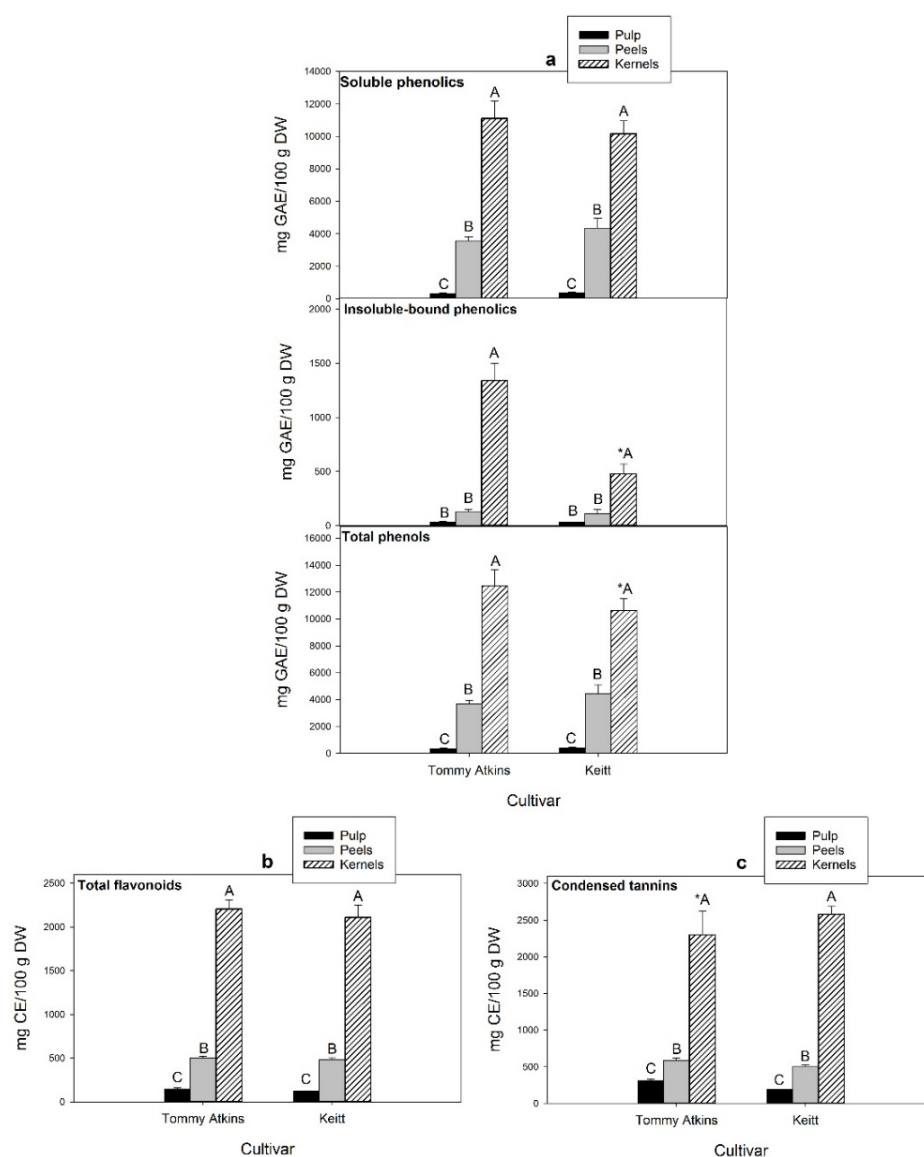 Pulp
Peels
Kernels
a
Soluble phenolics
mg GAE/100 g DW
14000
12000
10000
8000
6000
4000
2000
0
C
B
A
C
B
A
Insoluble-bound phenolics
mg GAE/100 g DW
2000
1500
1000
500
0
B
B
A
B
B
*A
Total phenols
mg GAE/100 g DW
16000
14000
12000
10000
8000
6000
4000
2000
0
C
B
A
C
B
*A
Tommy Atkins
Keitt
Cultivar
Pulp
Peels
Kernels
b
Total flavonoids
mg CE/100 g DW
2500
2000
1500
1000
500
0
C
B
A
C
B
A
Tommy Atkins
Keitt
Cultivar
Pulp
Peels
Kernels
c
Condensed tannins
mg CE/100 g DW
3000
2500
2000
1500
1000
500
0
C
B
*A
C
B
A
Tommy Atkins
Keitt
Cultivar